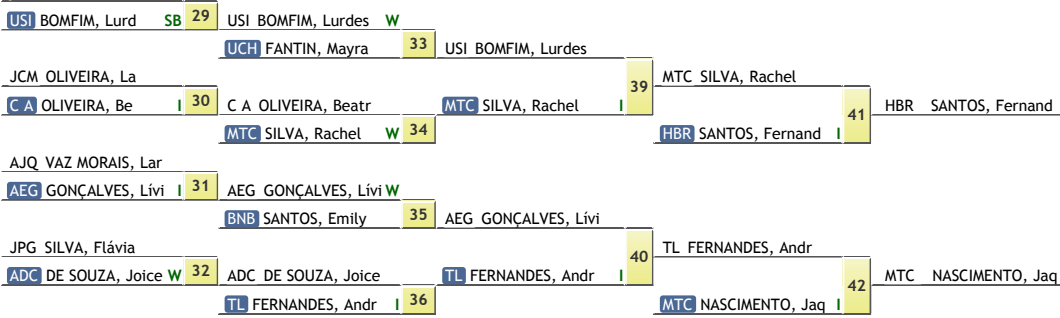 USI BOMFIM, Lurd SB 29 USI BOMFIM, Lurdes W
UCH FANTIN, Mayra 33 USI BOMFIM, Lurdes
JCM OLIVEIRA, La 39 MTC SILVA, Rachel
C A OLIVEIRA, Be I 30 C A OLIVEIRA, Beatr MTC SILVA, Rachel I 41 HBR SANTOS, Fernand
MTC SILVA, Rachel W 34 HBR SANTOS, Fernand I
AJQ VAZ MORAIS, Lar
AEG GONÇALVES, Lívi I 31 AEG GONÇALVES, Lívi W
BNB SANTOS, Emily 35 AEG GONÇALVES, Lívi
JPG SILVA, Flávia 40 TL FERNANDES, Andr
ADC DE SOUZA, Joice W 32 ADC DE SOUZA, Joice TL FERNANDES, Andr I 42 MTC NASCIMENTO, Jaq
TL FERNANDES, Andr I 36 MTC NASCIMENTO, Jaq I